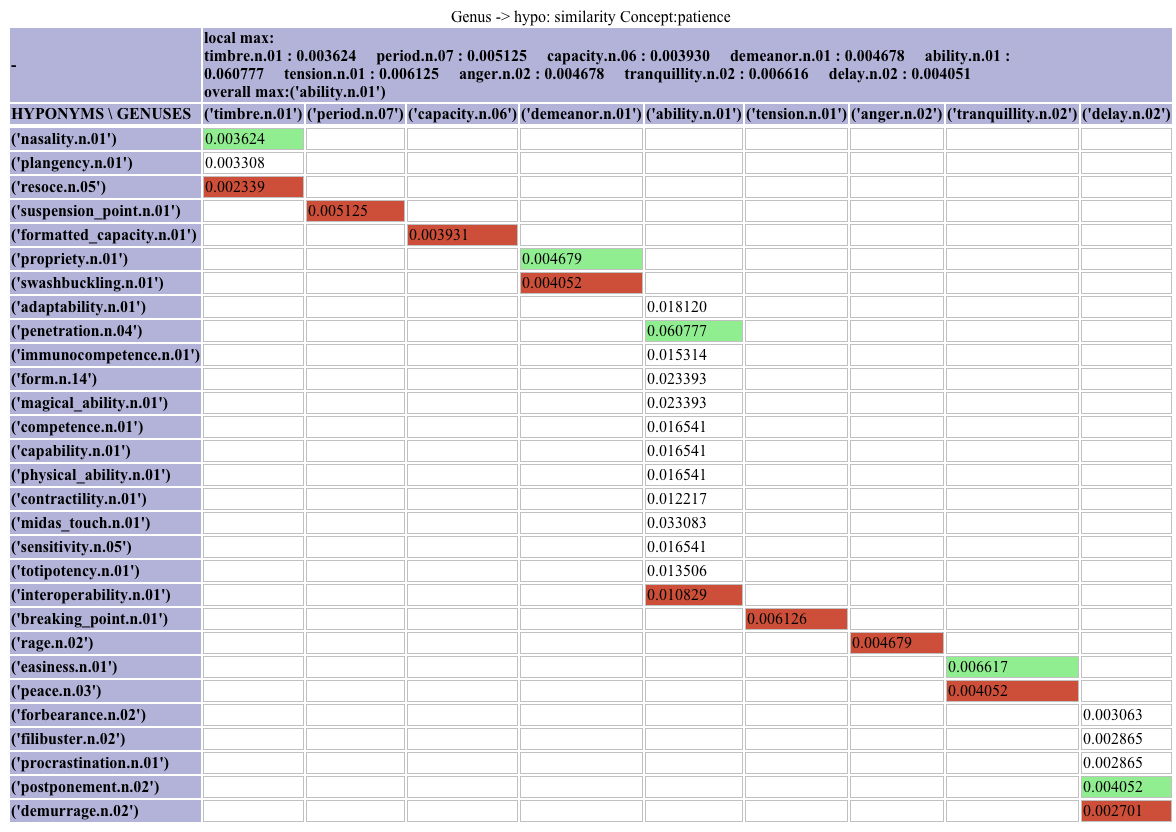 Genus -> hypo: similarity Concept:patience
-
local max:
timbre.n.01 : 0.003624 period.n.07 : 0.005125 capacity.n.06 : 0.003930 demeanor.n.01 : 0.004678 ability.n.01 :
0.060777 tension.n.01 : 0.006125 anger.n.02 : 0.004678 tranquillity.n.02 : 0.006616 delay.n.02 : 0.004051
overall max:('ability.n.01')
HYPONYMS \ GENUSES ('timbre.n.01') ('period.n.07') ('capacity.n.06') ('demeanor.n.01') ('ability.n.01') ('tension.n.01') ('anger.n.02') ('tranquillity.n.02') ('delay.n.02')
('nasality.n.01') 0.003624
('plangency.n.01') 0.003308
('resoce.n.05') 0.002339
('suspension_point.n.01') 0.005125
('formatted_capacity.n.01') 0.003931
('propriety.n.01') 0.004679
('swashbuckling.n.01') 0.004052
('adaptability.n.01') 0.018120
('penetration.n.04') 0.060777
('immunocompetence.n.01') 0.015314
('form.n.14') 0.023393
('magical_ability.n.01') 0.023393
('competence.n.01') 0.016541
('capability.n.01') 0.016541
('physical_ability.n.01') 0.016541
('contractility.n.01') 0.012217
('midas_touch.n.01') 0.033083
('sensitivity.n.05') 0.016541
('totipotency.n.01') 0.013506
('interoperability.n.01') 0.010829
('breaking_point.n.01') 0.006126
('rage.n.02') 0.004679
('easiness.n.01') 0.006617
('peace.n.03') 0.004052
('forbearance.n.02') 0.003063
('filibuster.n.02') 0.002865
('procrastination.n.01') 0.002865
('postponement.n.02') 0.004052
('demurrage.n.02') 0.002701